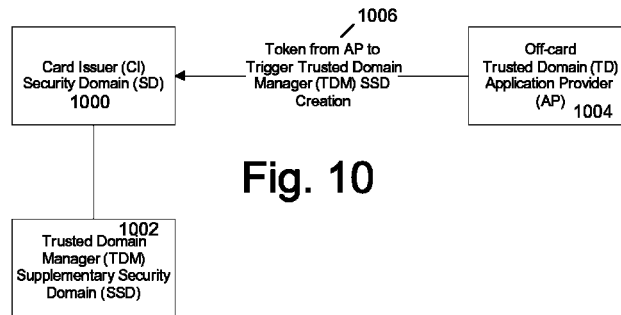 1006
Card Issuer (CI)
Security Domain (SD)
1000
Token from AP to
Trigger Trusted Domain
Manager (TDM) SSD
Creation
Off-card
Trusted Domain (TD)
Application Provider
(AP)
1004
Fig. 10
1002
Trusted Domain
Manager (TDM)
Supplementary Security
Domain (SSD)